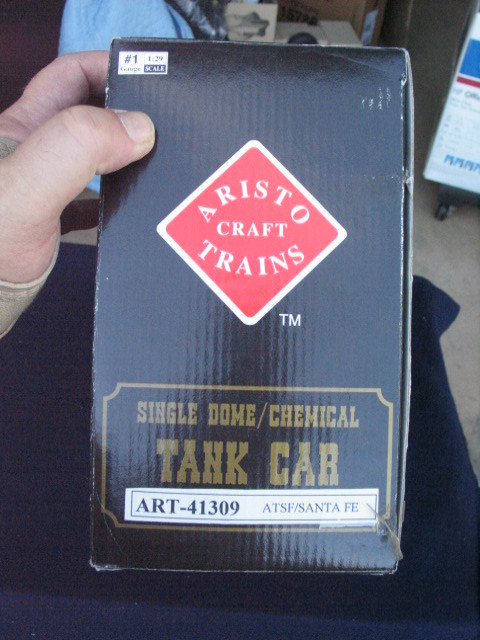 #1 1:29
Gauge SCALE
ARISTO
CRAFT
TRAINS
TM
SINGLE DOME/CHEMICAL
TANK CAR
ART-41309 ATSF/SANTA FE